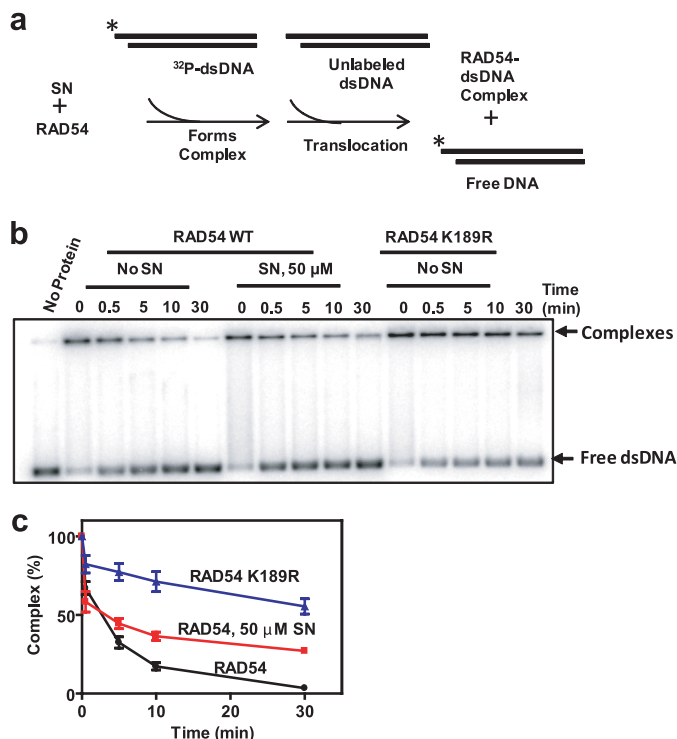 a
*
SN
+
RAD54
³²P-dsDNA
Forms
Complex
Unlabeled
dsDNA
Translocation
RAD54-
dsDNA
Complex
+
*
Free DNA
b
No Protein
RAD54 WT
RAD54 K189R
No SN
SN, 50 µM
No SN
Time
(min)
0 0.5 5 10 30 0 0.5 5 10 30 0 0.5 5 10 30
Complexes
Free dsDNA
c
Complex (%)
100
50
0
RAD54 K189R
RAD54, 50 µM SN
RAD54
0 10 20 30
Time (min)